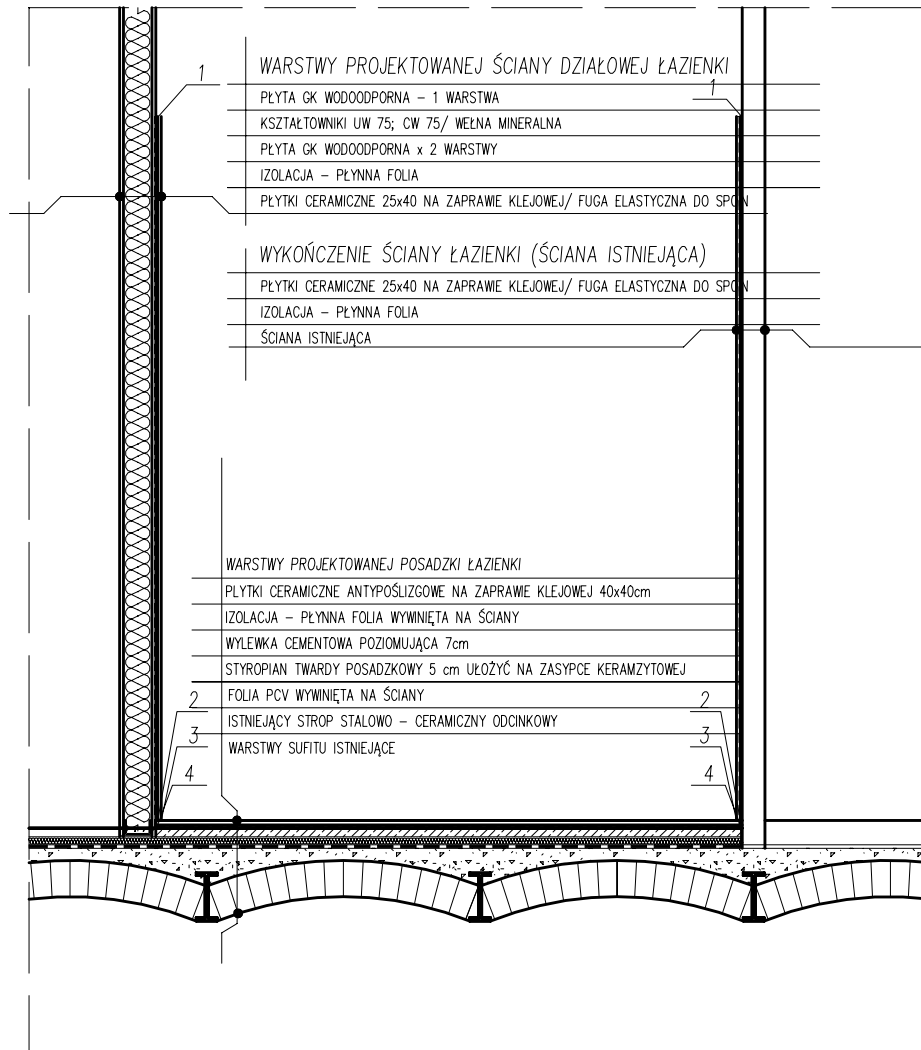 WARSTWY PROJEKTOWANEJ ŚCIANY DZIAŁOWEJ ŁAZIENKI
1
1
PŁYTA GK WODOODPORNA – 1 WARSTWA
KSZTAŁTOWNIKI UW 75; CW 75/ WEŁNA MINERALNA
PŁYTA GK WODOODPORNA x 2 WARSTWY
IZOLACJA – PŁYNNA FOLIA
PŁYTKI CERAMICZNE 25x40 NA ZAPRAWIE KLEJOWEJ/ FUGA ELASTYCZNA DO SPOIN
WYKOŃCZENIE ŚCIANY ŁAZIENKI (ŚCIANA ISTNIEJĄCA)
PŁYTKI CERAMICZNE 25x40 NA ZAPRAWIE KLEJOWEJ/ FUGA ELASTYCZNA DO SPOIN
IZOLACJA – PŁYNNA FOLIA
ŚCIANA ISTNIEJĄCA
WARSTWY PROJEKTOWANEJ POSADZKI ŁAZIENKI
PLYTKI CERAMICZNE ANTYPOŚLIZGOWE NA ZAPRAWIE KLEJOWEJ 40x40cm
IZOLACJA – PŁYNNA FOLIA WYWINIĘTA NA ŚCIANY
WYLEWKA CEMENTOWA POZIOMUJĄCA 7cm
STYROPIAN TWARDY POSADZKOWY 5 cm UŁOŻYĆ NA ZASYPCE KERAMZYTOWEJ
FOLIA PCV WYWINIĘTA NA ŚCIANY
2
2
ISTNIEJĄCY STROP STALOWO – CERAMICZNY ODCINKOWY
3
3
WARSTWY SUFITU ISTNIEJĄCE
4
4